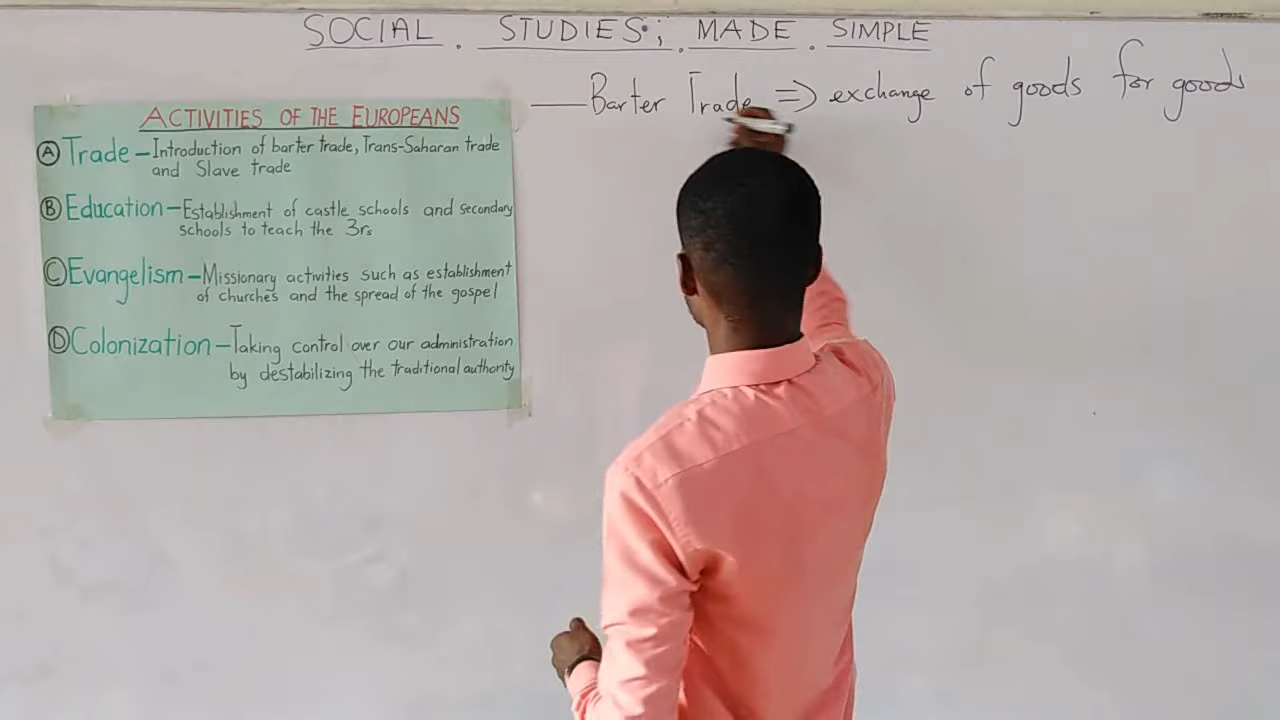 SOCIAL . STUDIES; . MADE . SIMPLE
Barter Trade => exchange of goods for goods
ACTIVITIES OF THE EUROPEANS
A Trade - Introduction of barter trade, Trans-Saharan trade
and Slave trade
B Education - Establishment of castle schools and secondary
schools to teach the 3rs
C Evangelism - Missionary activities such as establishment
of churches and the spread of the gospel
D Colonization - Taking control over our administration
by destabilizing the traditional authority